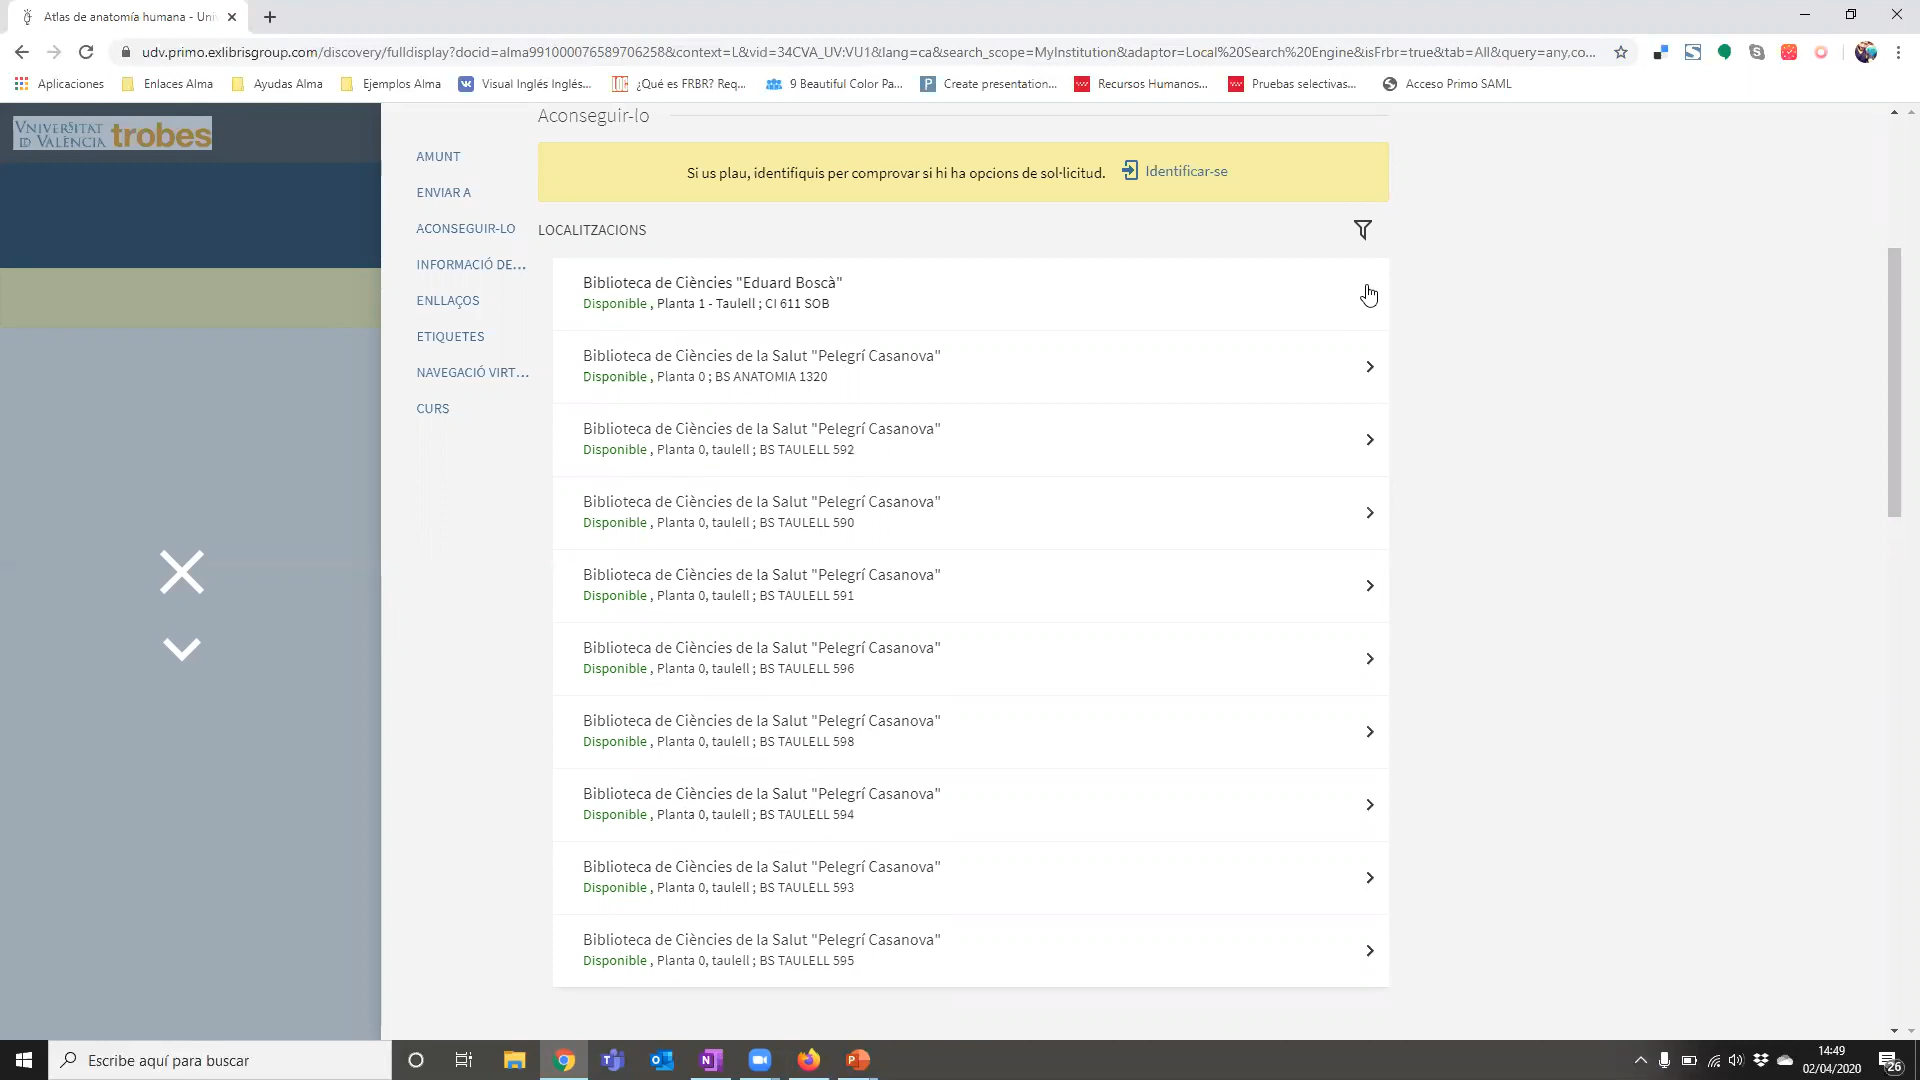 Atlas de anatomía humana - Uni
udv.primo.exlibrisgroup.com/discovery/fulldisplay?docid=alma991000076589706258&context=L&vid=34CVA_UV:VU1&lang=ca&search_scope=MyInstitution&adaptor=Local%20Search%20Engine&isFrbr=true&tab=All&query=any,co...
Aplicaciones Enlaces Alma Ayudas Alma Ejemplos Alma Visual Inglés Inglés... ¿Qué es FRBR? Req... 9 Beautiful Color Pa... Create presentation... Recursos Humanos... Pruebas selectivas... Acceso Primo SAML
VNIVERSITAT
D VALÈNCIA trobes
Aconseguir-lo
AMUNT
ENVIAR A
ACONSEGUIR-LO
INFORMACIÓ DE...
ENLLAÇOS
ETIQUETES
NAVEGACIÓ VIRT...
CURS
Si us plau, identifiquis per comprovar si hi ha opcions de sol·licitud. Identificar-se
LOCALITZACIONS
Biblioteca de Ciències "Eduard Boscà"
Disponible , Planta 1 - Taulell ; CI 611 SOB
Biblioteca de Ciències de la Salut "Pelegrí Casanova"
Disponible , Planta 0 ; BS ANATOMIA 1320
Biblioteca de Ciències de la Salut "Pelegrí Casanova"
Disponible , Planta 0, taulell ; BS TAULELL 592
Biblioteca de Ciències de la Salut "Pelegrí Casanova"
Disponible , Planta 0, taulell ; BS TAULELL 590
Biblioteca de Ciències de la Salut "Pelegrí Casanova"
Disponible , Planta 0, taulell ; BS TAULELL 591
Biblioteca de Ciències de la Salut "Pelegrí Casanova"
Disponible , Planta 0, taulell ; BS TAULELL 596
Biblioteca de Ciències de la Salut "Pelegrí Casanova"
Disponible , Planta 0, taulell ; BS TAULELL 598
Biblioteca de Ciències de la Salut "Pelegrí Casanova"
Disponible , Planta 0, taulell ; BS TAULELL 594
Biblioteca de Ciències de la Salut "Pelegrí Casanova"
Disponible , Planta 0, taulell ; BS TAULELL 593
Biblioteca de Ciències de la Salut "Pelegrí Casanova"
Disponible , Planta 0, taulell ; BS TAULELL 595
Escribe aquí para buscar
14:49
02/04/2020
26